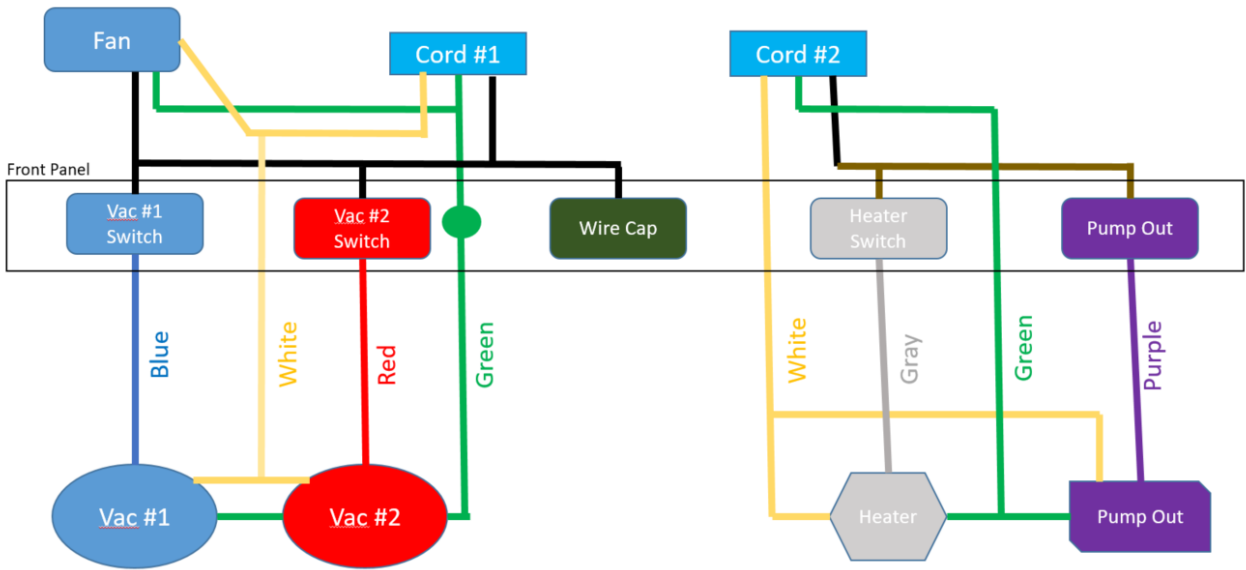 Fan
Cord #1
Cord #2
Front Panel
Vac #1
Switch
Vac #2
Switch
Wire Cap
Heater
Switch
Pump Out
Blue
White
Red
Green
White
Gray
Green
Purple
Vac #1
Vac #2
Heater
Pump Out